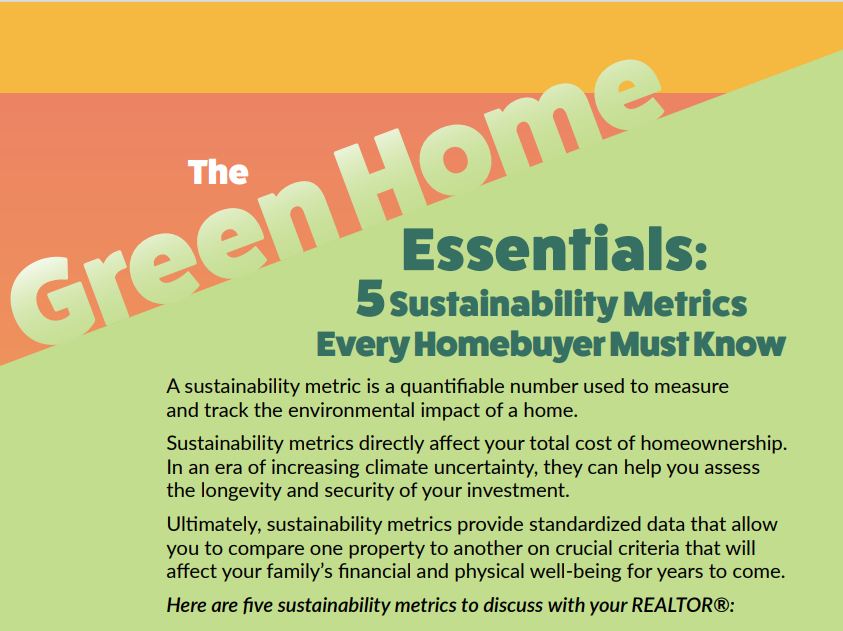 The
Green Home
Essentials:
5 Sustainability Metrics
Every Homebuyer Must Know
A sustainability metric is a quantifiable number used to measure
and track the environmental impact of a home.
Sustainability metrics directly affect your total cost of homeownership.
In an era of increasing climate uncertainty, they can help you assess
the longevity and security of your investment.
Ultimately, sustainability metrics provide standardized data that allow
you to compare one property to another on crucial criteria that will
affect your family’s financial and physical well-being for years to come.
Here are five sustainability metrics to discuss with your REALTOR®: